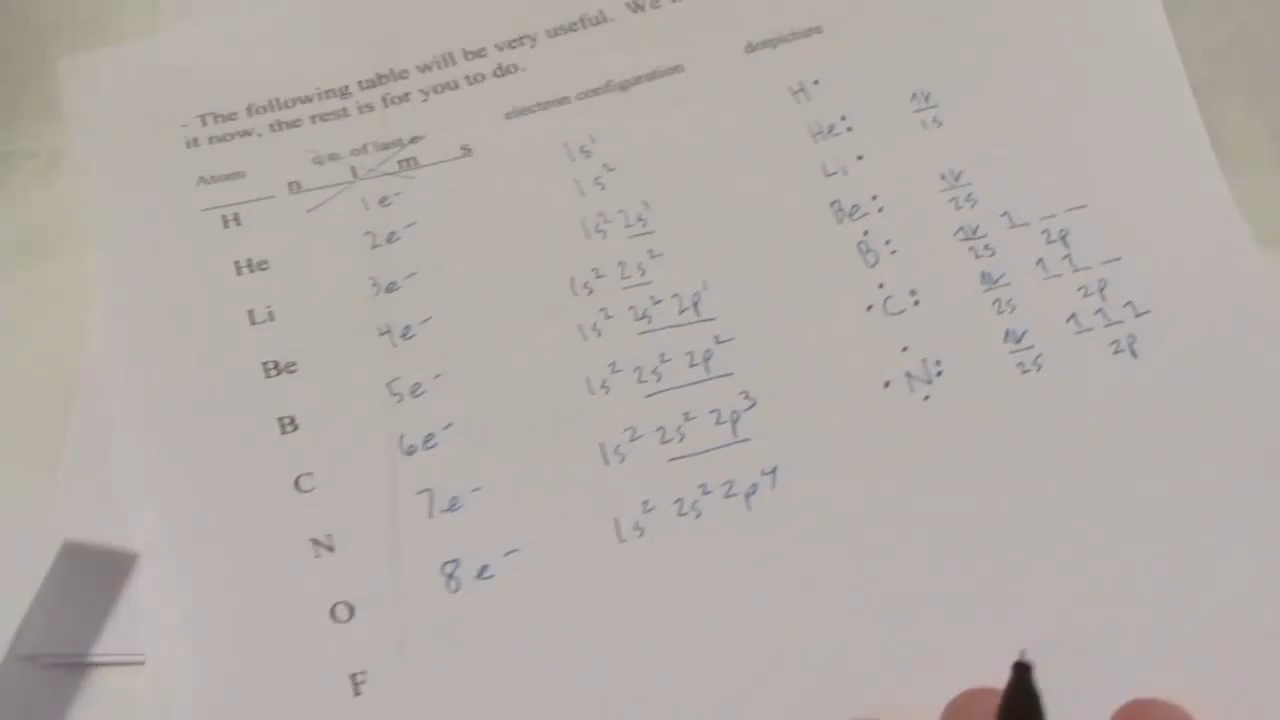 - The following table will be very useful. We
it now, the rest is for you to do.
Atom q.n. of last e- electron configuration dotpicture
n l m s
H 1e⁻ 1s¹ H·
He 2e⁻ 1s² He: 1s
Li 3e⁻ 1s² 2s¹ Li·
Be 4e⁻ 1s² 2s² Be: 2s
B 5e⁻ 1s² 2s² 2p¹ B: 2s 2p
C 6e⁻ 1s² 2s² 2p² C: 2s 2p
N 7e⁻ 1s² 2s² 2p³ N: 2s 2p
O 8e⁻ 1s² 2s² 2p⁴
F